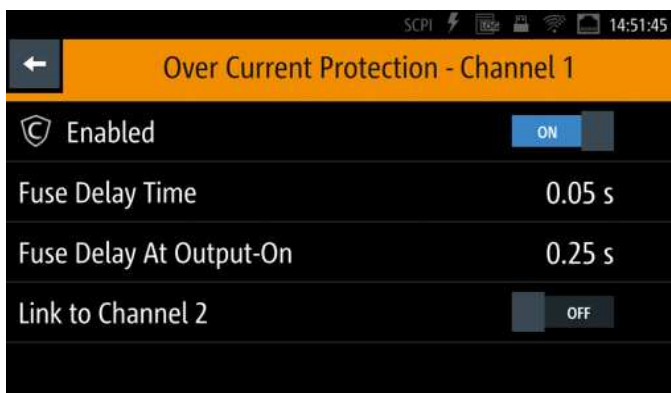 SCPI LOG 14:51:45
Over Current Protection - Channel 1
Enabled ON
Fuse Delay Time 0.05 s
Fuse Delay At Output-On 0.25 s
Link to Channel 2 OFF